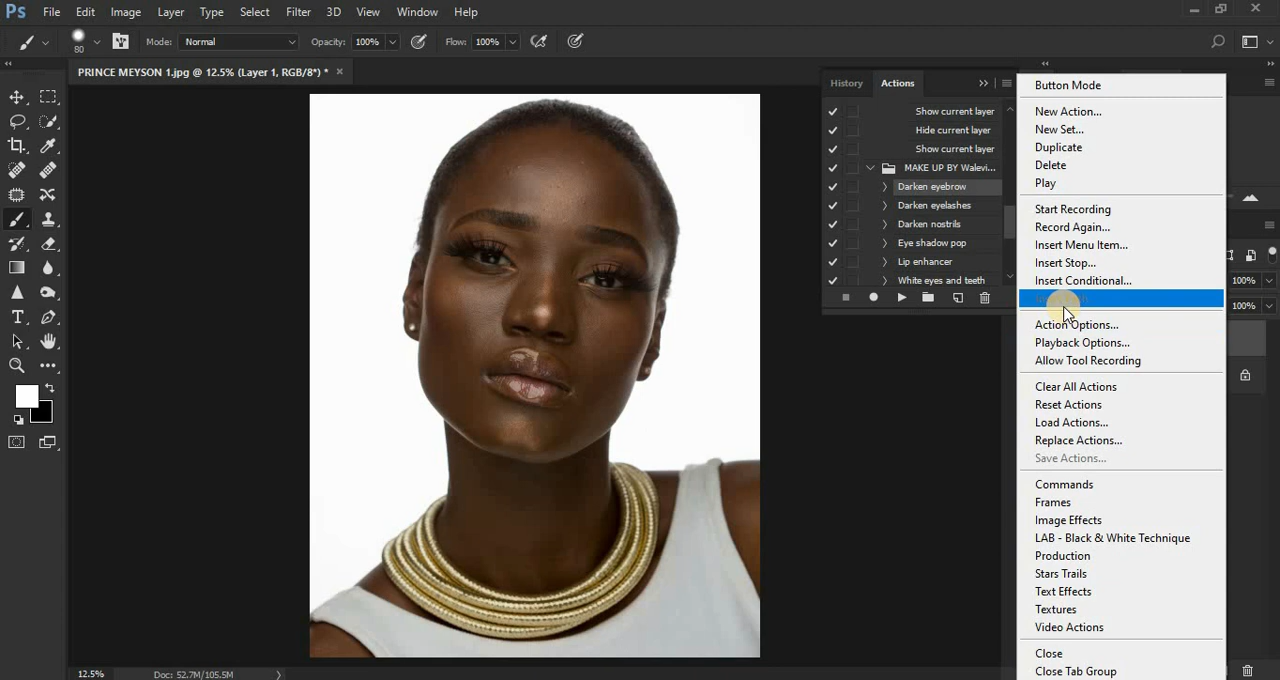 Ps File Edit Image Layer Type Select Filter 3D View Window Help
80 Mode: Normal Opacity: 100% Flow: 100%
PRINCE MEYSON 1.jpg @ 12.5% (Layer 1, RGB/8*) * ×
History Actions
Show current layer
Hide current layer
Show current layer
MAKE UP BY Walevi...
Darken eyebrow
Darken eyelashes
Darken nostrils
Eye shadow pop
Lip enhancer
White eyes and teeth
Button Mode
New Action...
New Set...
Duplicate
Delete
Play
Start Recording
Record Again...
Insert Menu Item...
Insert Stop...
Insert Conditional...
Action Options...
Playback Options...
Allow Tool Recording
Clear All Actions
Reset Actions
Load Actions...
Replace Actions...
Save Actions...
Commands
Frames
Image Effects
LAB - Black & White Technique
Production
Stars Trails
Text Effects
Textures
Video Actions
Close
Close Tab Group
100%
100%
12.5% Doc: 52.7M/105.5M